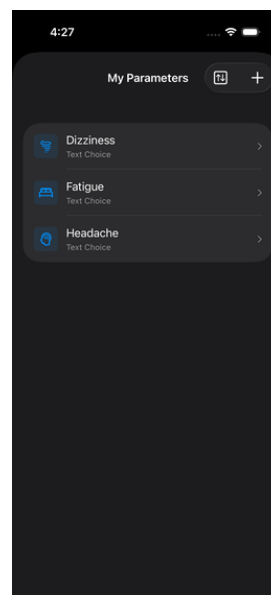 4:27
My Parameters
Dizziness
Text Choice
Fatigue
Text Choice
Headache
Text Choice